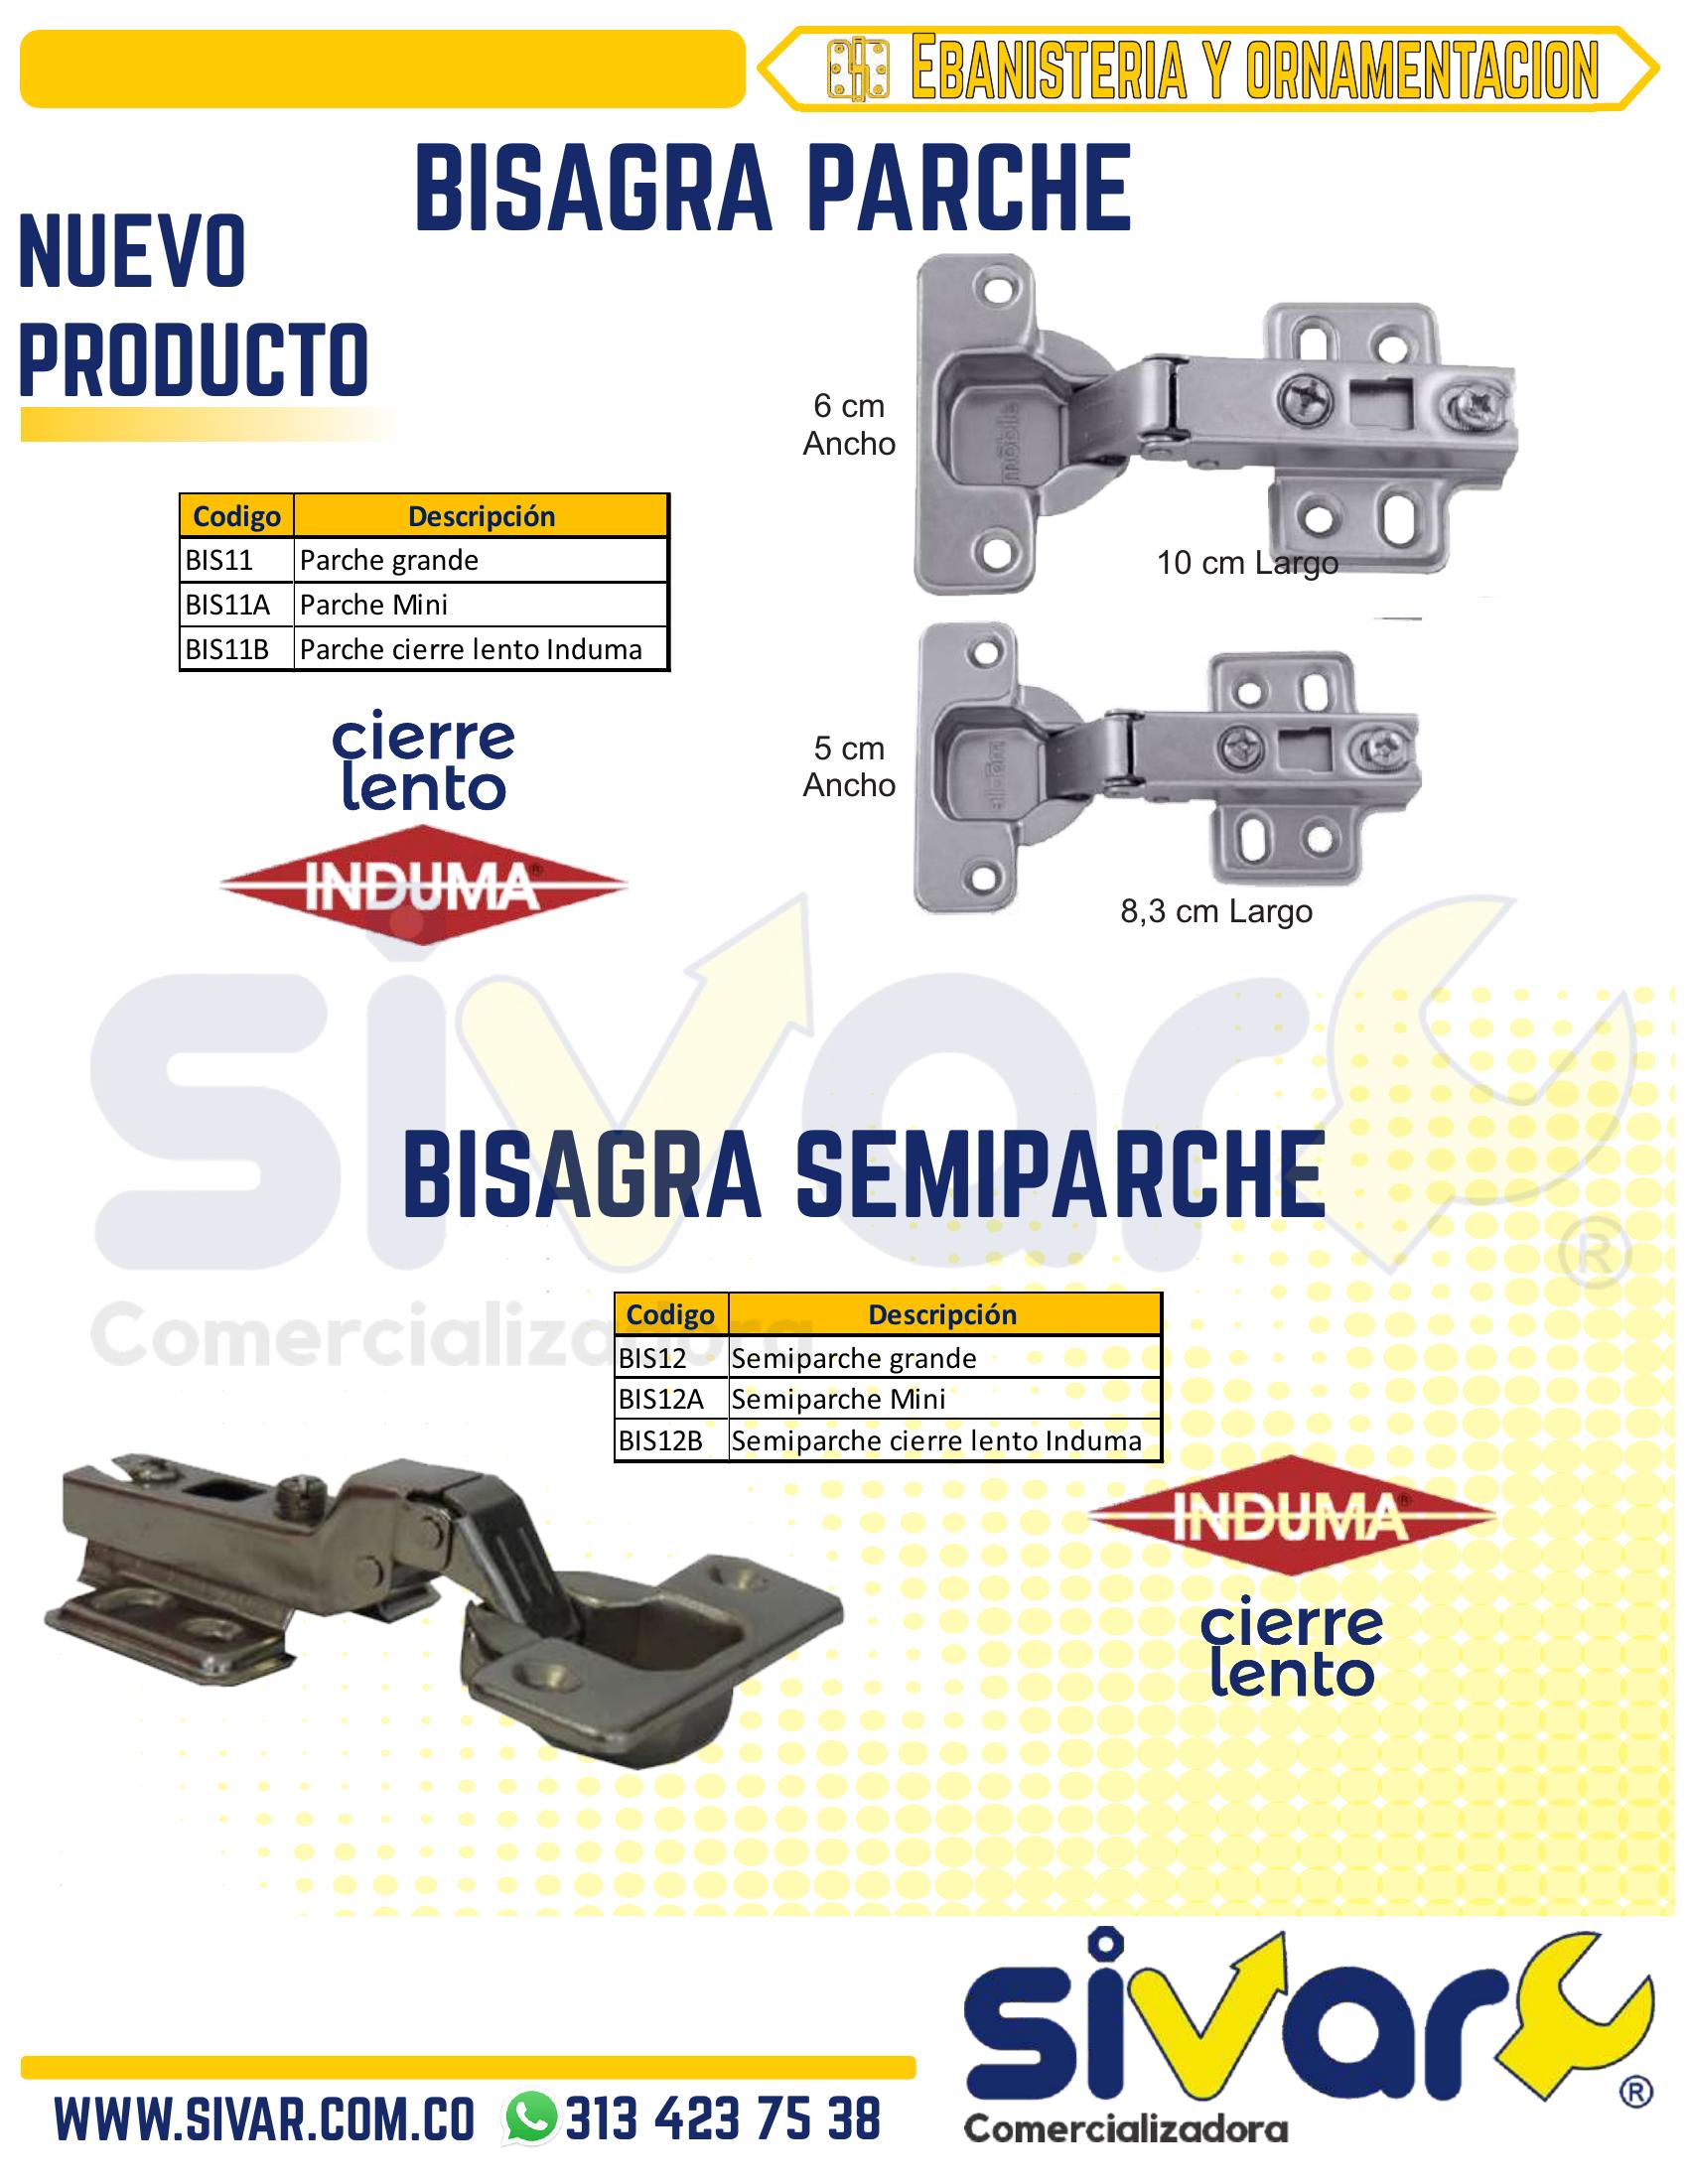 EBANISTERIA Y ORNAMENTACION
BISAGRA PARCHE
NUEVO
PRODUCTO
6 cm
Ancho
mobile
10 cm Largo
Codigo Descripción
BIS11 Parche grande
BIS11A Parche Mini
BIS11B Parche cierre lento Induma
5 cm
Ancho
8,3 cm Largo
cierre
lento
INDUMA®
sivar
®
Comercializadora
BISAGRA SEMIPARCHE
Codigo Descripción
BIS12 Semiparche grande
BIS12A Semiparche Mini
BIS12B Semiparche cierre lento Induma
INDUMA®
cierre
lento
sivar
®
Comercializadora
WWW.SIVAR.COM.CO 313 423 75 38